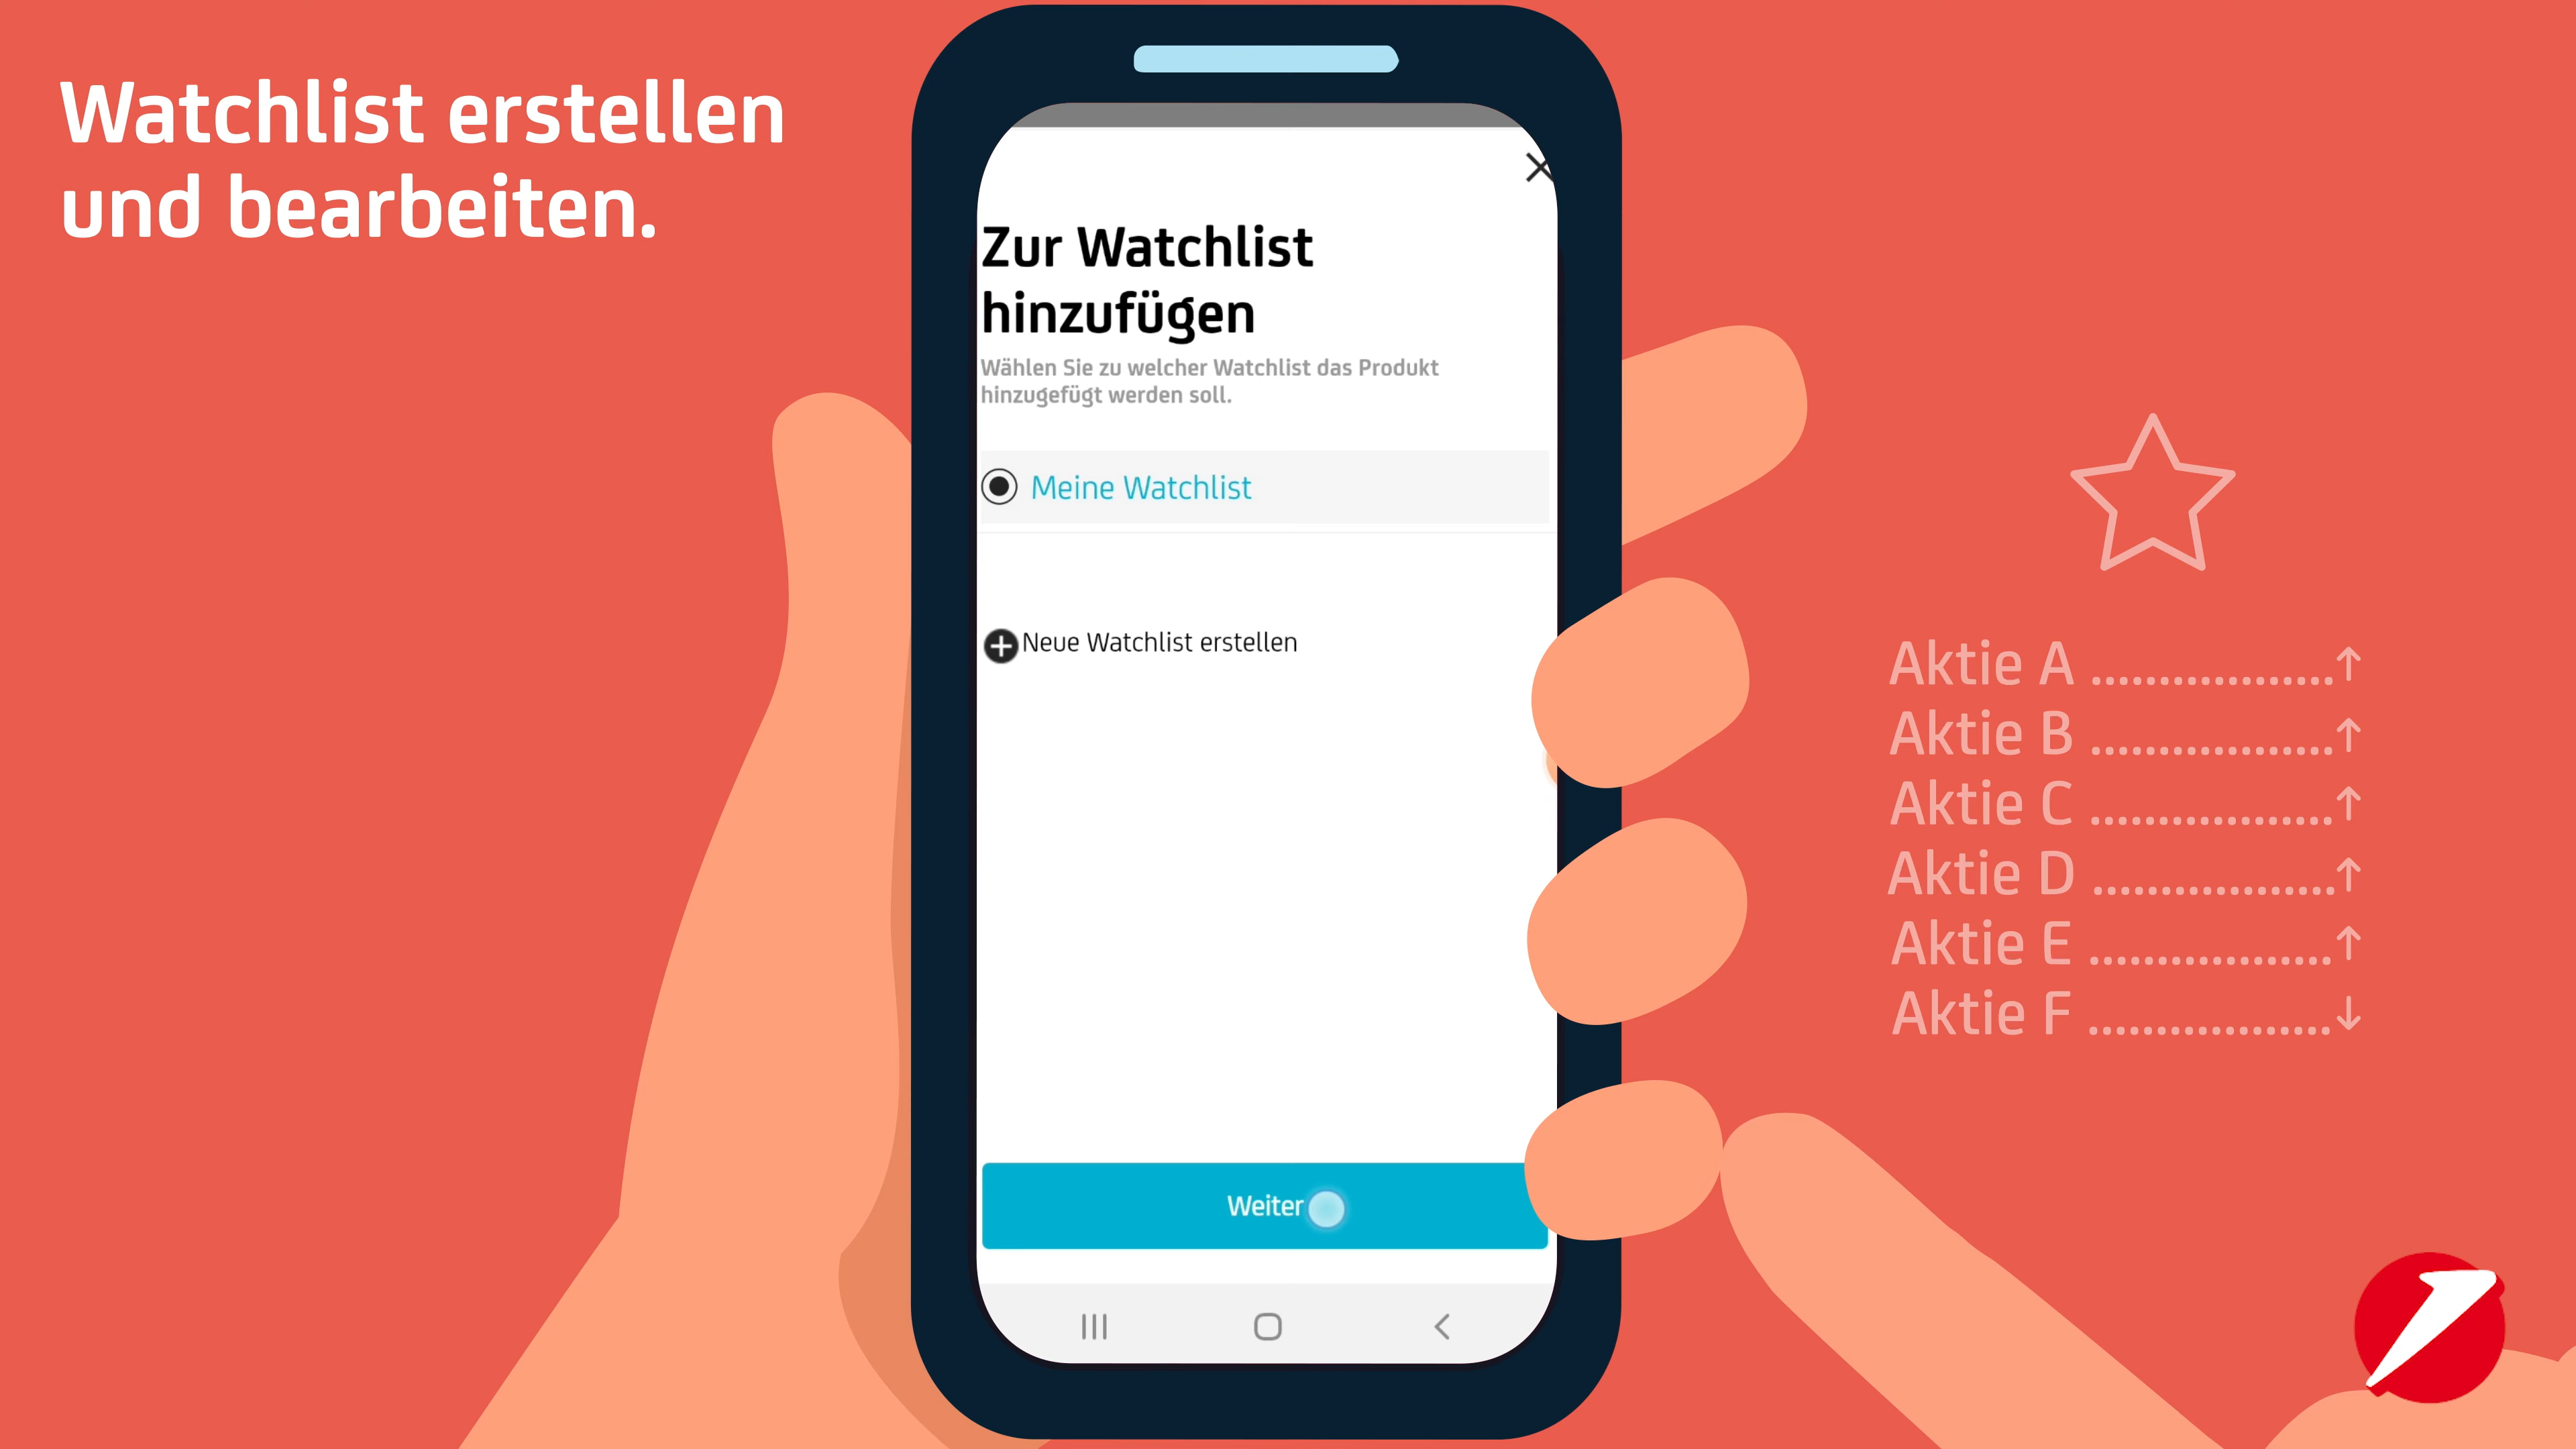 Watchlist erstellen
und bearbeiten.
Zur Watchlist
hinzufügen
Wählen Sie zu welcher Watchlist das Produkt
hinzugefügt werden soll.
Meine Watchlist
Neue Watchlist erstellen
Weiter
Aktie A ..................↑
Aktie B ..................↑
Aktie C ..................↑
Aktie D ..................↑
Aktie E ..................↑
Aktie F ..................↓